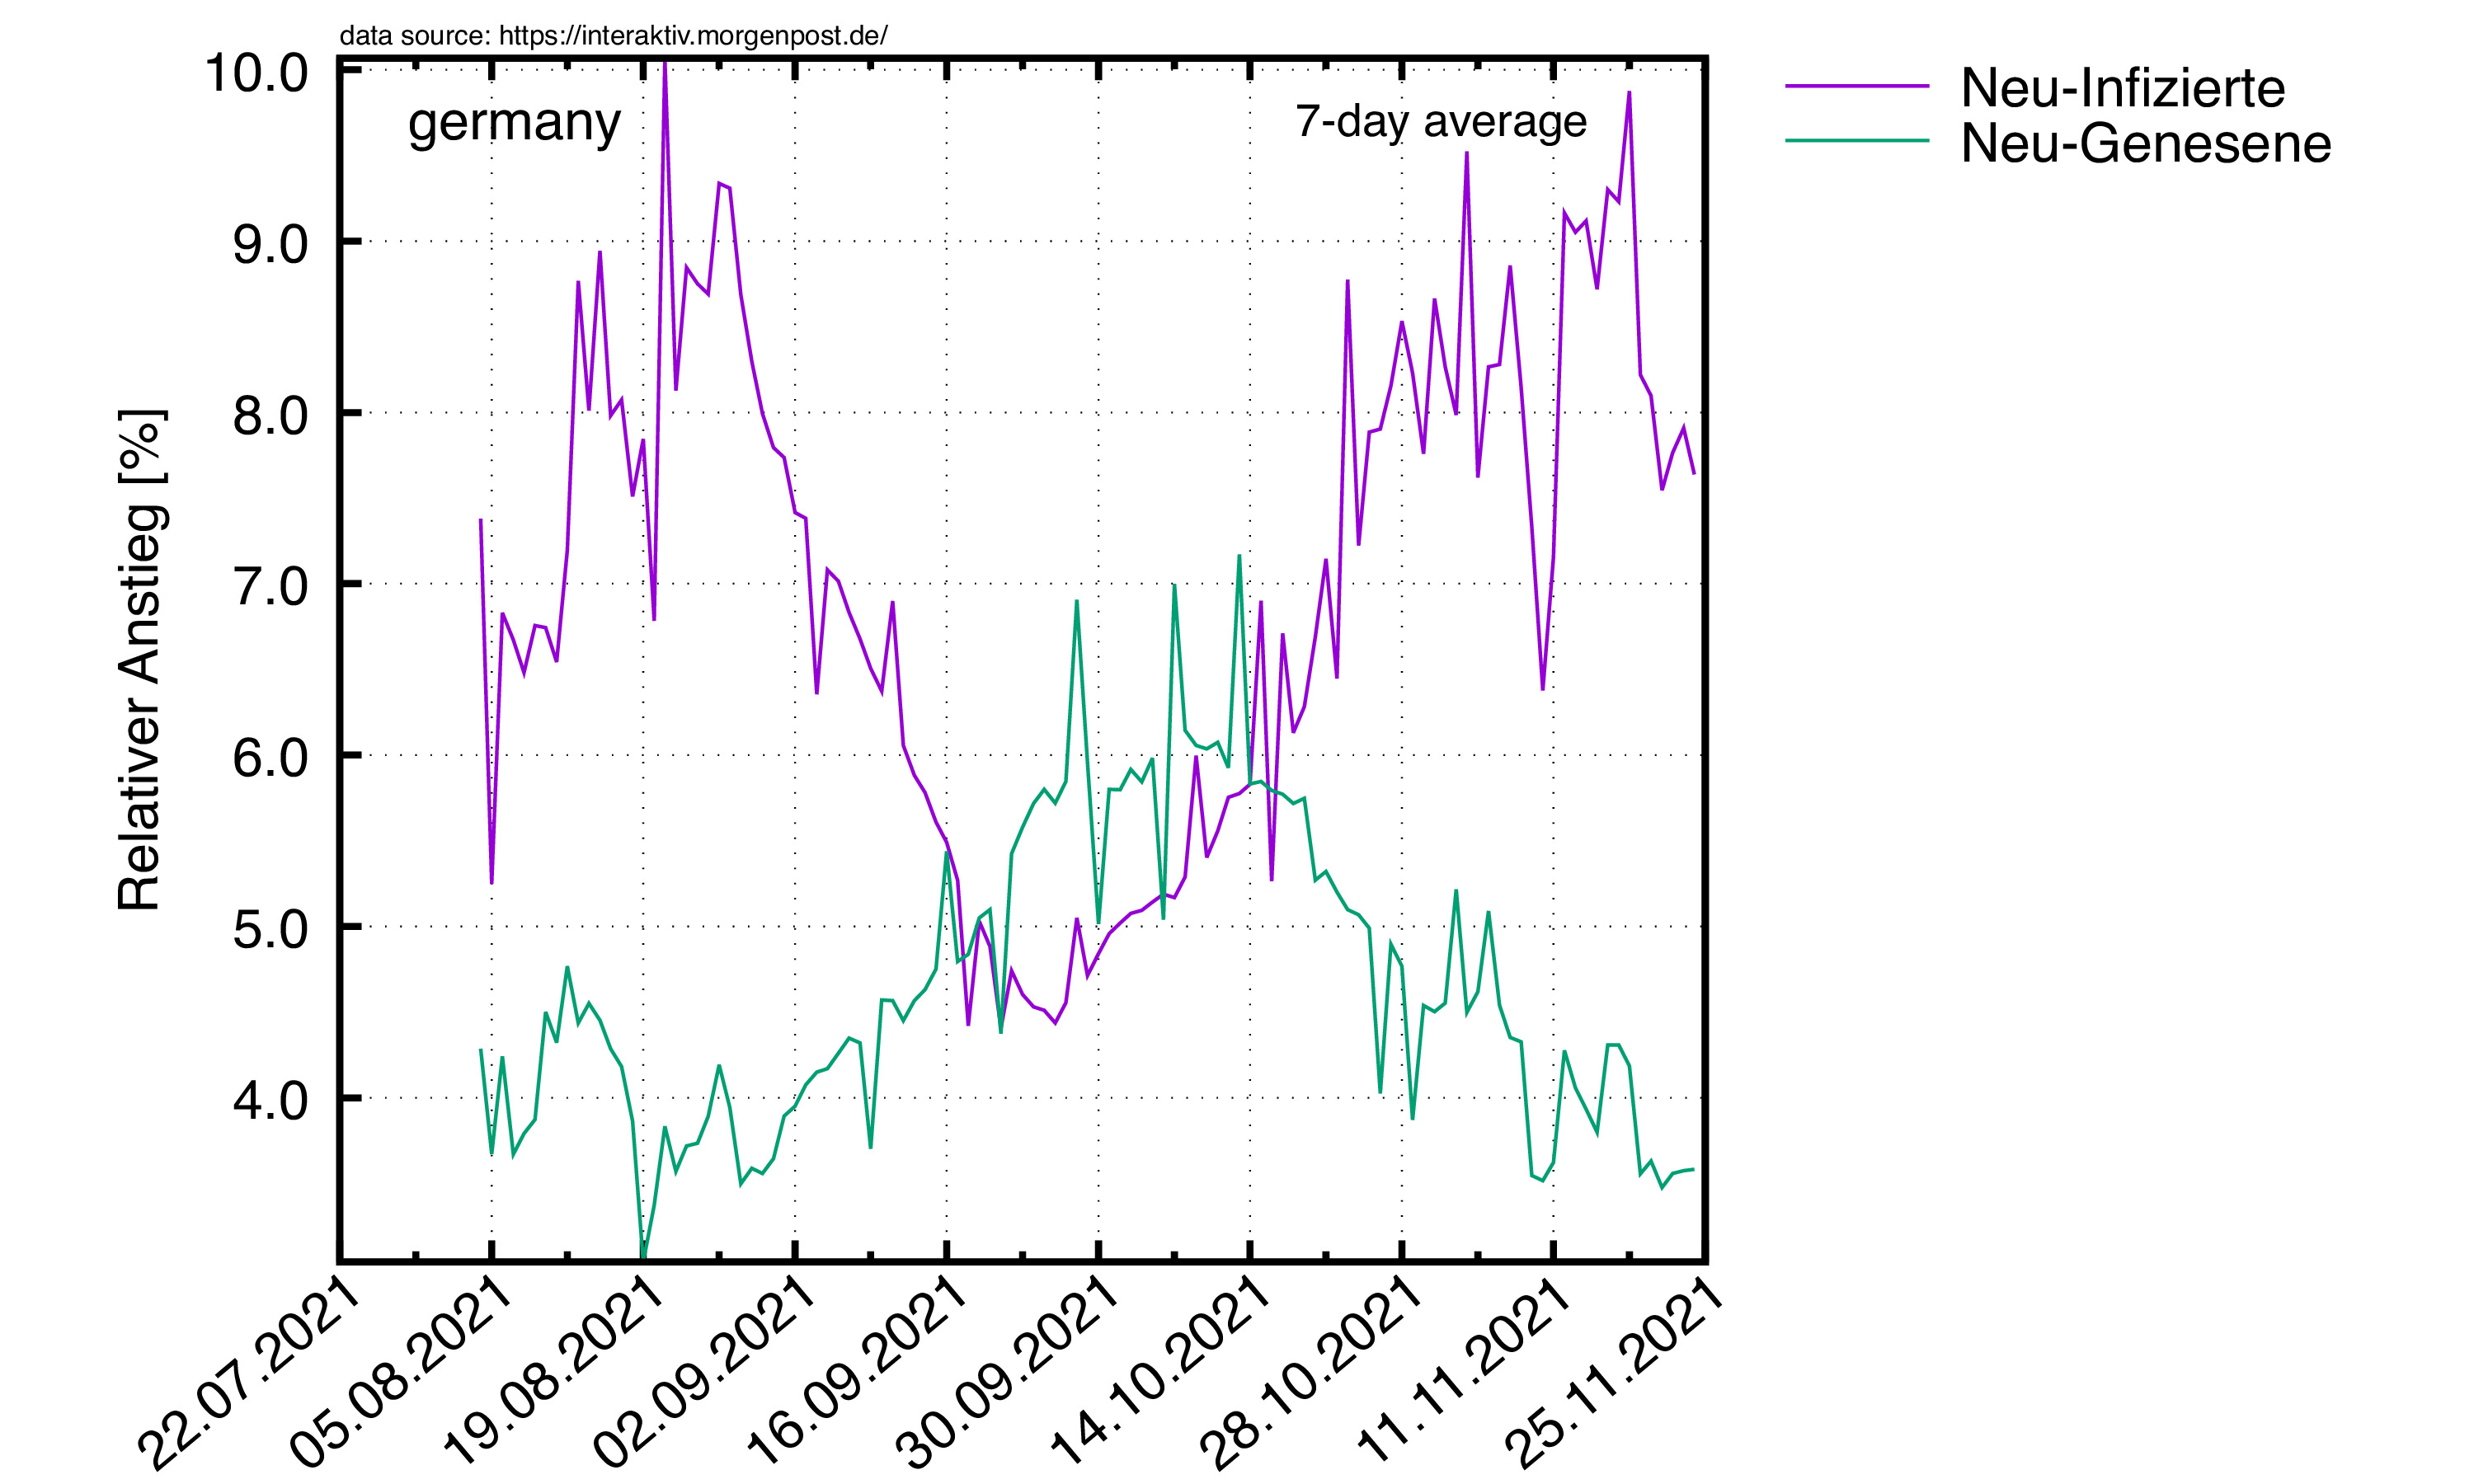 data source: https://interaktiv.morgenpost.de/
germany
7-day average
Neu-Infizierte
Neu-Genesene
Relativer Anstieg [%]
10.0
9.0
8.0
7.0
6.0
5.0
4.0
22.07.2021
05.08.2021
19.08.2021
02.09.2021
16.09.2021
30.09.2021
14.10.2021
28.10.2021
11.11.2021
25.11.2021